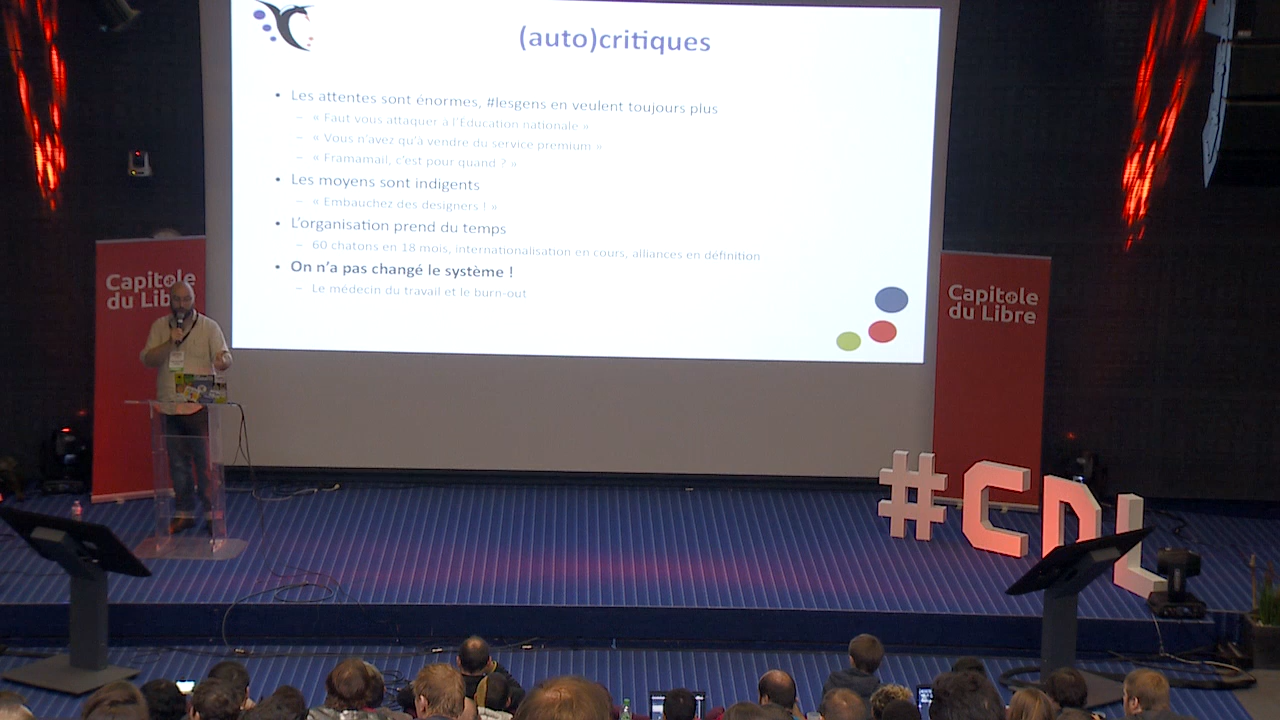 (auto)critiques
• Les attentes sont énormes, #lesgens en veulent toujours plus
– « Faut vous attaquer à l'Education nationale »
– « Vous n'avez qu'à vendre du service premium »
– « Framamail, c'est pour quand ? »
• Les moyens sont indigents
– « Embauchez des designers ! »
• L'organisation prend du temps
– 60 chatons en 18 mois, internationalisation en cours, alliances en définition
• On n'a pas changé le système !
– Le médecin du travail et le burn-out
Capitole
du Libre
Capitole
du Libre
#CDL